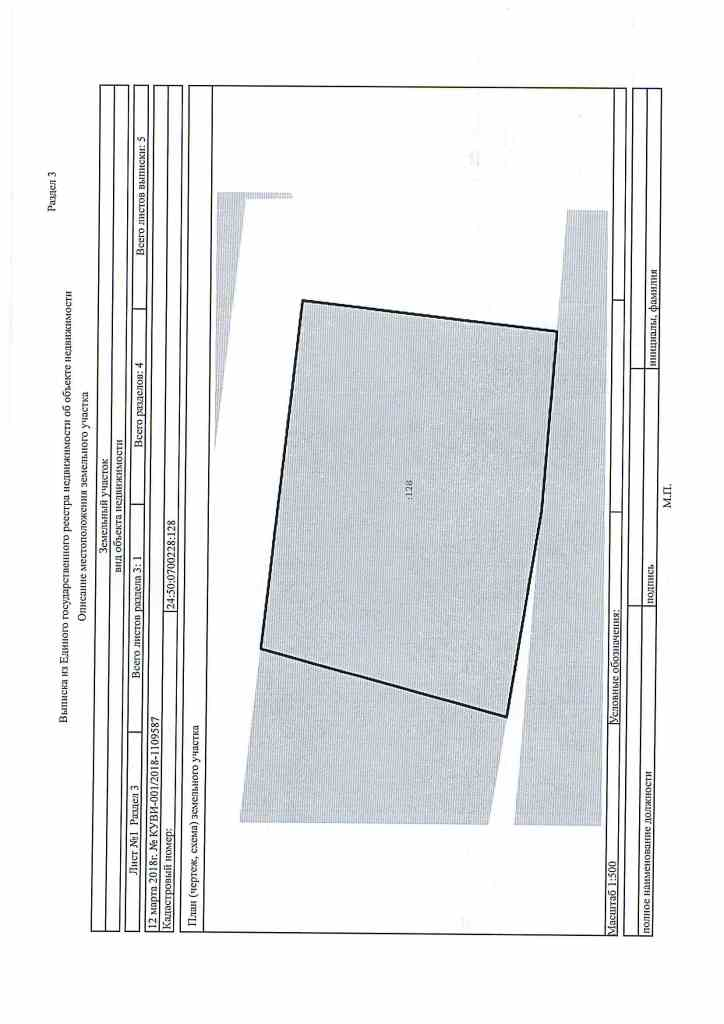 Раздел 3
Выписка из Единого государственного реестра недвижимости об объекте недвижимости
Описание местоположения земельного участка
Земельный участок
вид объекта недвижимости
Лист №1 Раздел 3 Всего листов раздела 3: 1 Всего разделов: 4 Всего листов выписки: 5
12 марта 2018г. № КУВИ-001/2018-1109587
Кадастровый номер: 24:50:0700228:128
План (чертеж, схема) земельного участка
:128
Масштаб 1:500 Условные обозначения:
полное наименование должности подпись инициалы, фамилия
М.П.